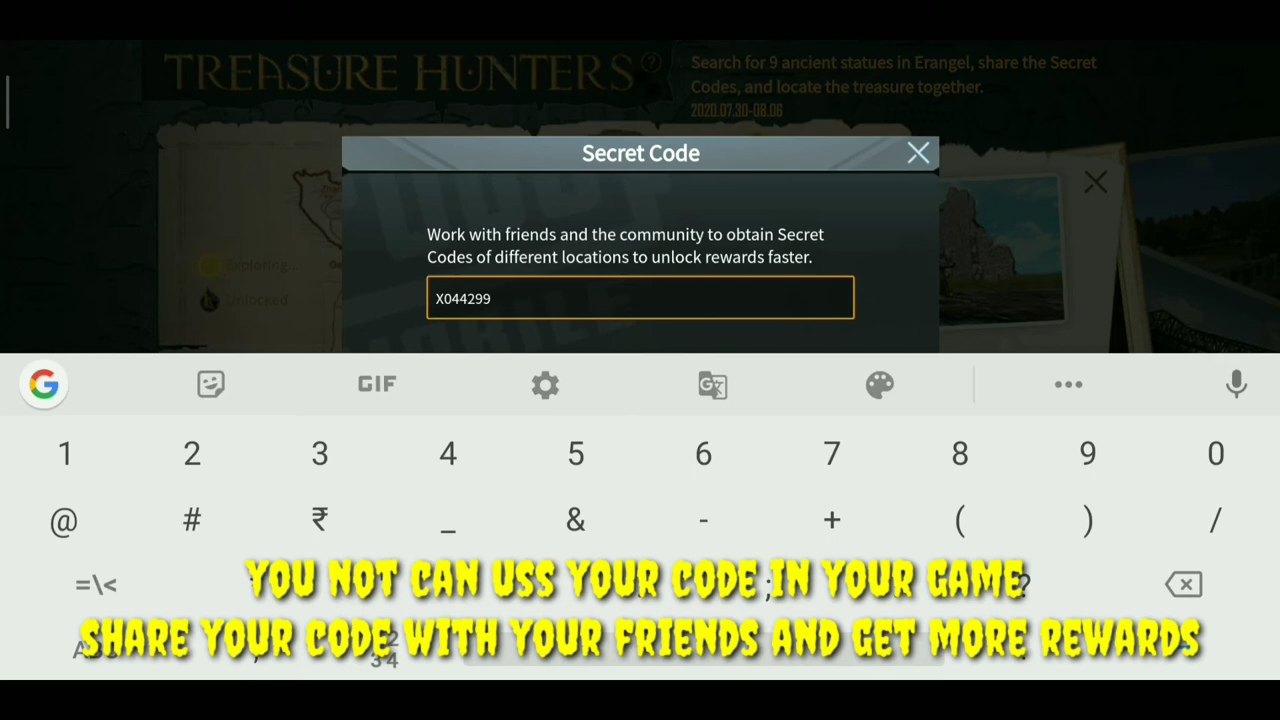 TREASURE HUNTERS ?
Search for 9 ancient statues in Erangel, share the Secret
Codes, and locate the treasure together.
2020.07.30-08.06
Secret Code
Work with friends and the community to obtain Secret
Codes of different locations to unlock rewards faster.
X044299
Exploring...
Unlocked
GIF
1 2 3 4 5 6 7 8 9 0
@ # ₹ _ & - + ( ) /
=\< ; ?
YOU NOT CAN USS YOUR CODE IN YOUR GAME
SHARE YOUR CODE WITH YOUR FRIENDS AND GET MORE REWARDS